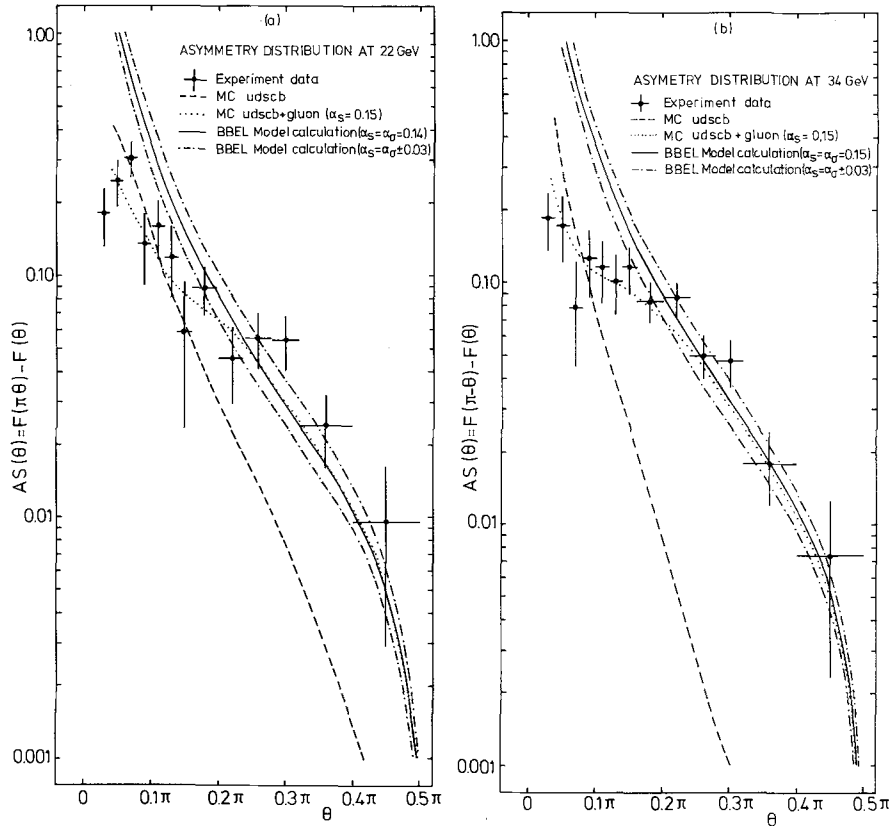 (a)
ASYMMETRY DISTRIBUTION AT 22 GeV
Experiment data
MC udscb
MC udscb+gluon (αs = 0.15)
BBEL Model calculation(αs=ασ=0.14)
BBEL Model calculation(αs=ασ±0.03)
1.00
0.10
0.01
0.001
AS(θ)=F(π-θ)-F(θ)
0
0.1π
0.2π
0.3π
0.4π
0.5π
θ
(b)
ASYMETRY DISTRIBUTION AT 34 GeV
Experiment data
MC udscb
MC udscb + gluon (αs = 0,15)
BBEL Model calculation(αs=ασ=0.15)
BBEL Model calculation(αs=ασ±0.03)
1.00
0.10
0.01
0.001
AS(θ)=F(π-θ)-F(θ)
0
0.1π
0.2π
0.3π
0.4π
0.5π
θ